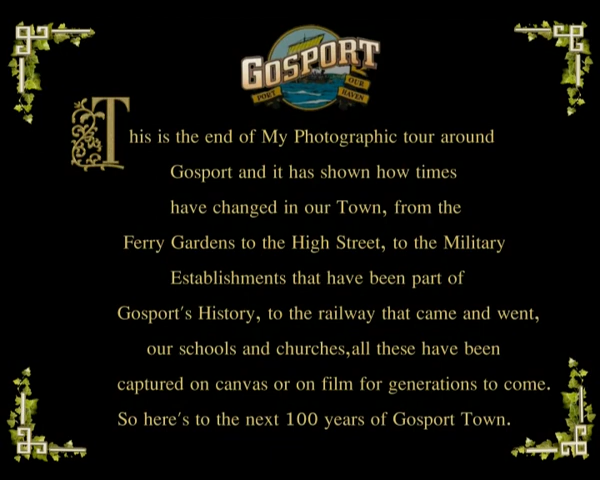 GOSPORT
PORT OUR HAVEN
This is the end of My Photographic tour around
Gosport and it has shown how times
have changed in our Town, from the
Ferry Gardens to the High Street, to the Military
Establishments that have been part of
Gosport's History, to the railway that came and went,
our schools and churches,all these have been
captured on canvas or on film for generations to come.
So here's to the next 100 years of Gosport Town.